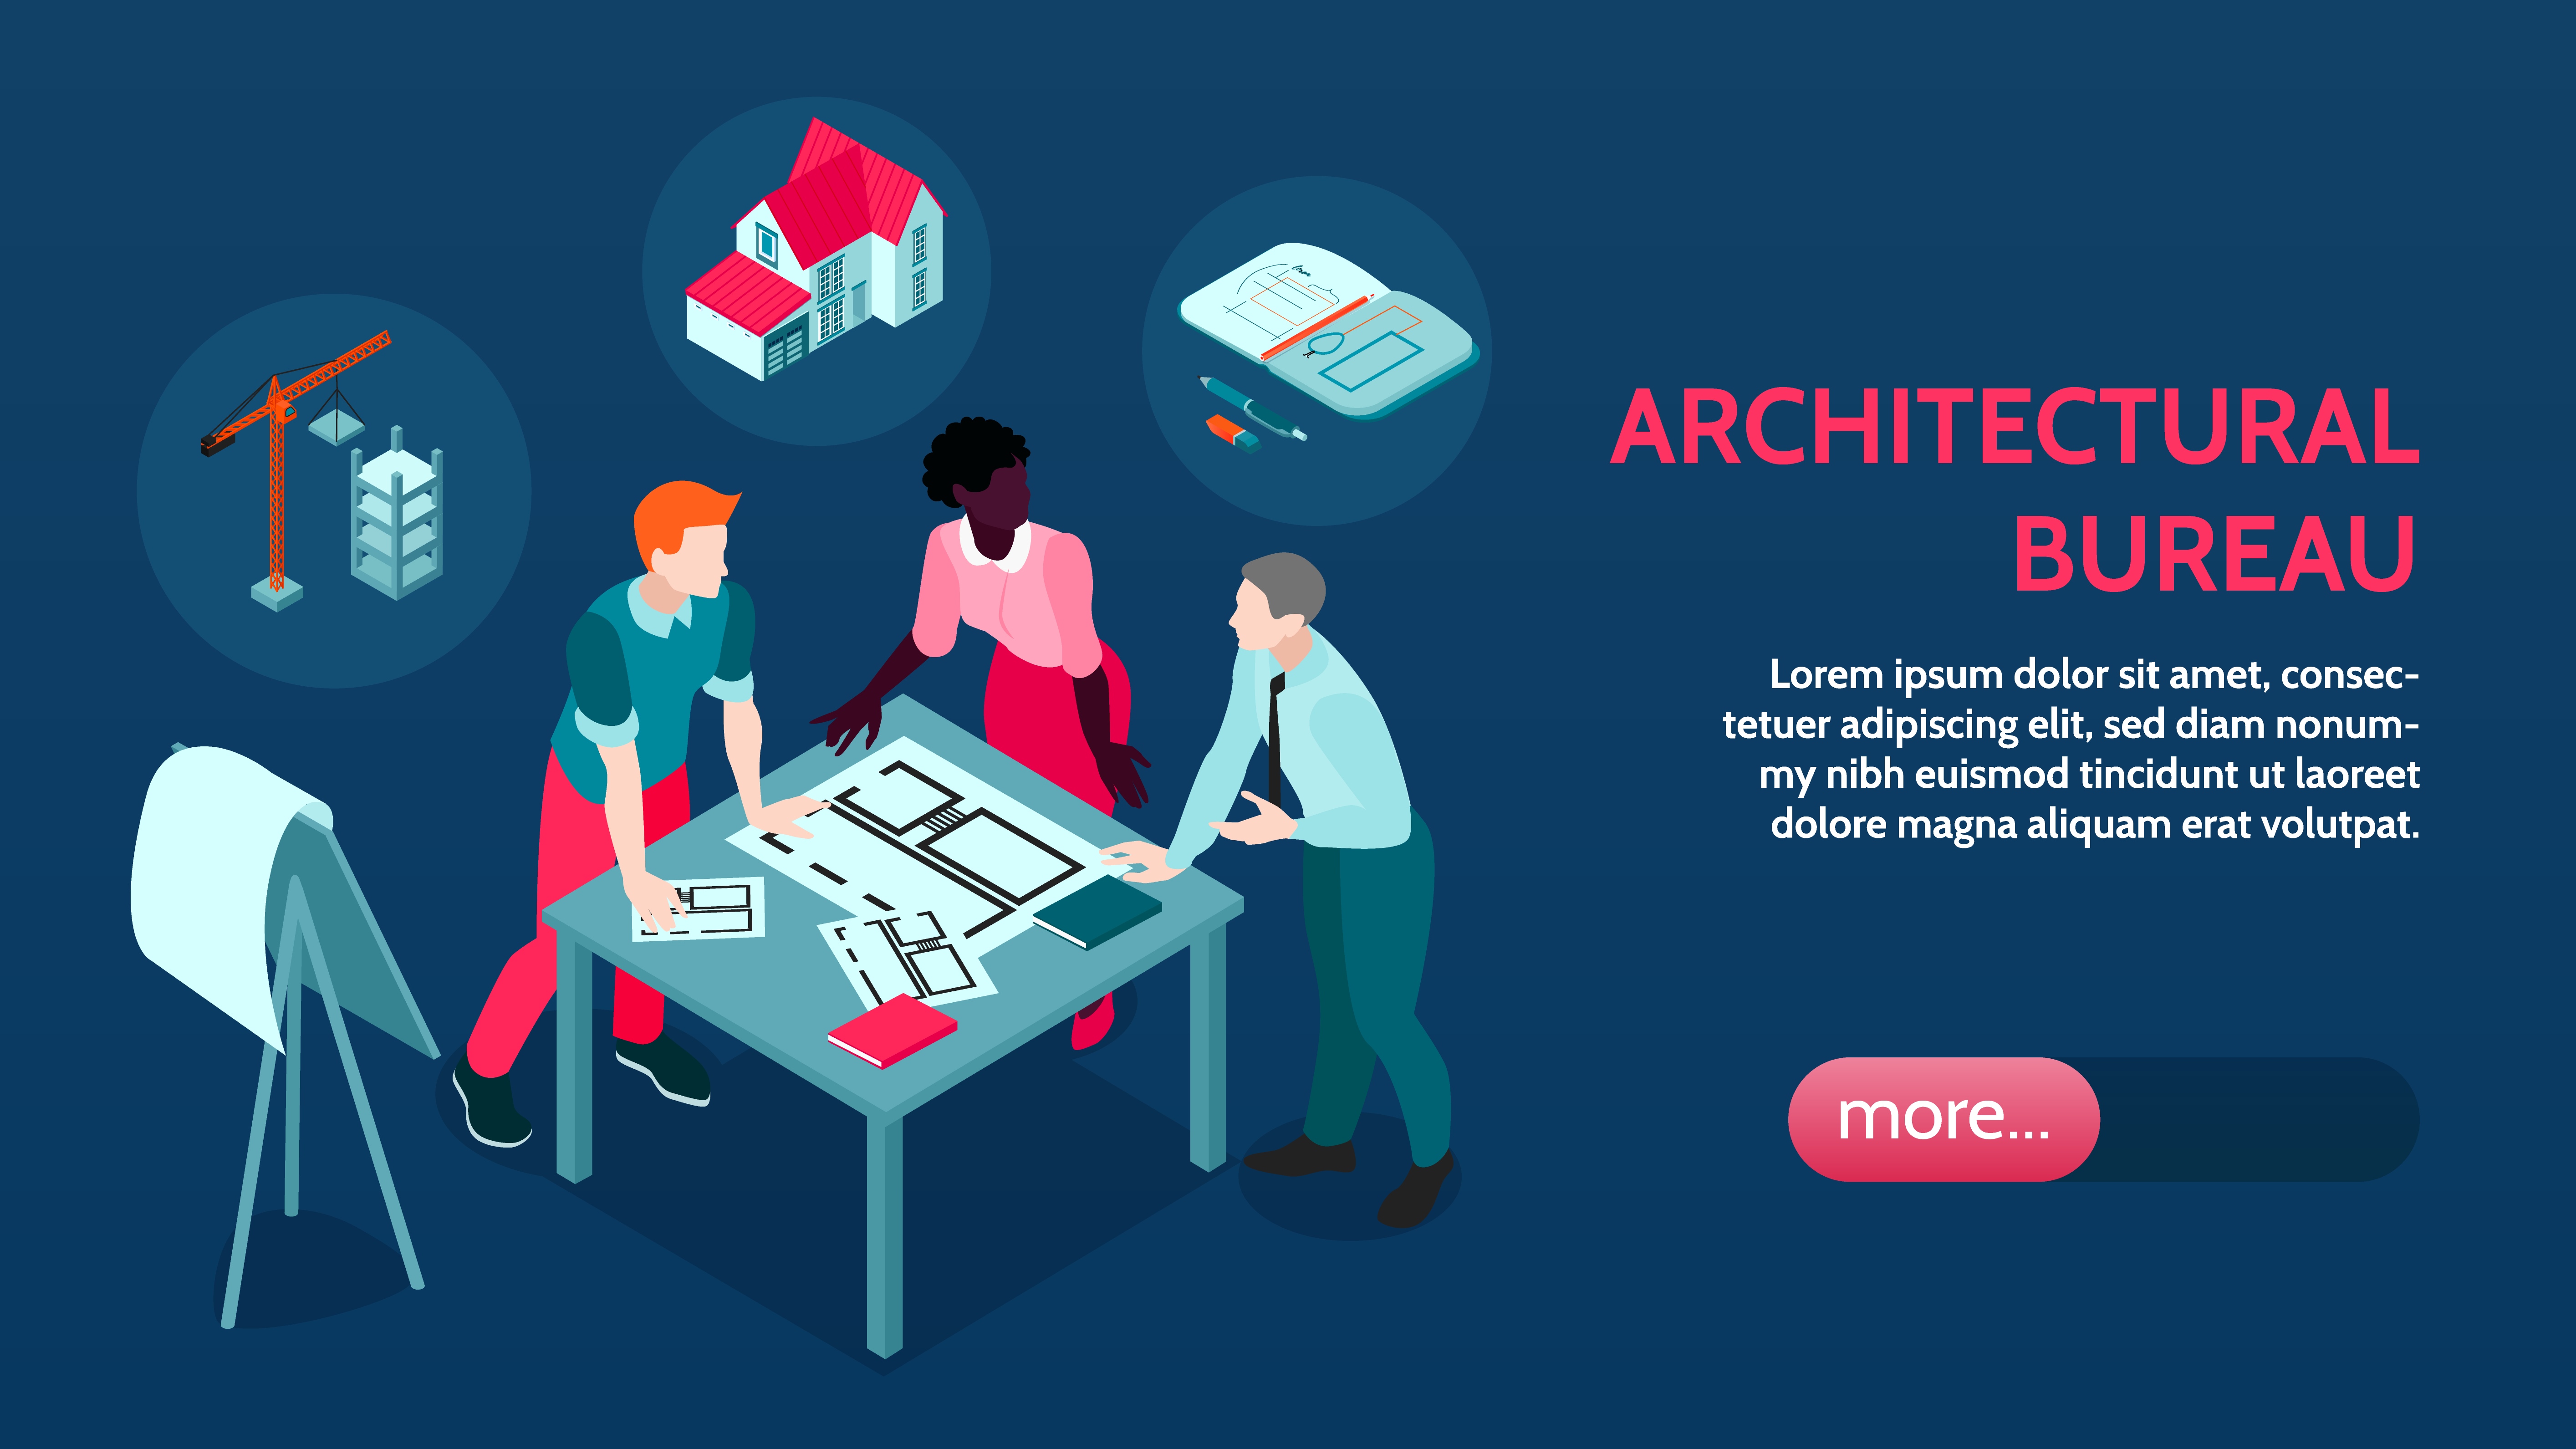 ARCHITECTURAL
BUREAU
Lorem ipsum dolor sit amet, consec-
tetuer adipiscing elit, sed diam nonum-
my nibh euismod tincidunt ut laoreet
dolore magna aliquam erat volutpat.
more...